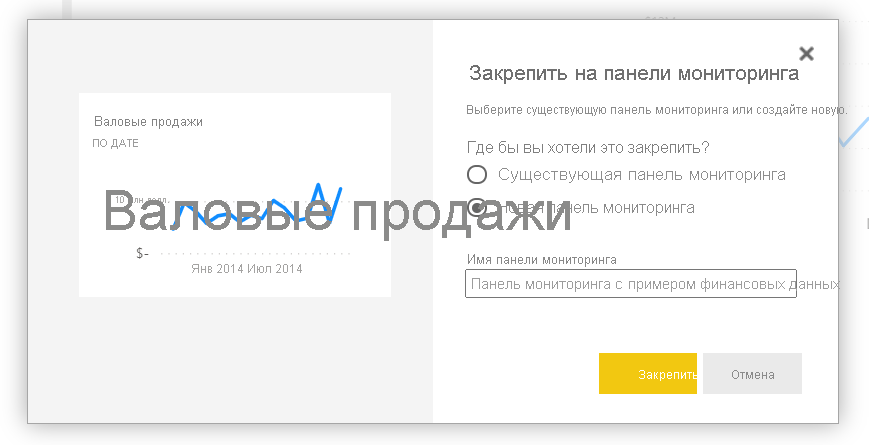 Закрепить на панели мониторинга
Выберите существующую панель мониторинга или создайте новую.
Валовые продажи
ПО ДАТЕ
Где бы вы хотели это закрепить?
Существующая панель мониторинга
10 млн долл.
Валовые продажи
Новая панель мониторинга
$-
Янв 2014 Июл 2014
Имя панели мониторинга
Панель мониторинга с примером финансовых данных
Закрепить
Отмена